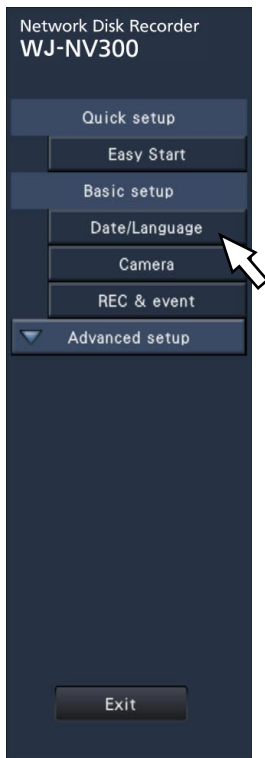 Network Disk Recorder
WJ-NV300
Quick setup
Easy Start
Basic setup
Date/Language
Camera
REC & event
Advanced setup
Exit